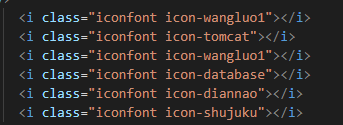 <i class="iconfont icon-wangluo1"></i>
<i class="iconfont icon-tomcat"></i>
<i class="iconfont icon-wangluo1"></i>
<i class="iconfont icon-database"></i>
<i class="iconfont icon-diannao"></i>
<i class="iconfont icon-shujuku"></i>